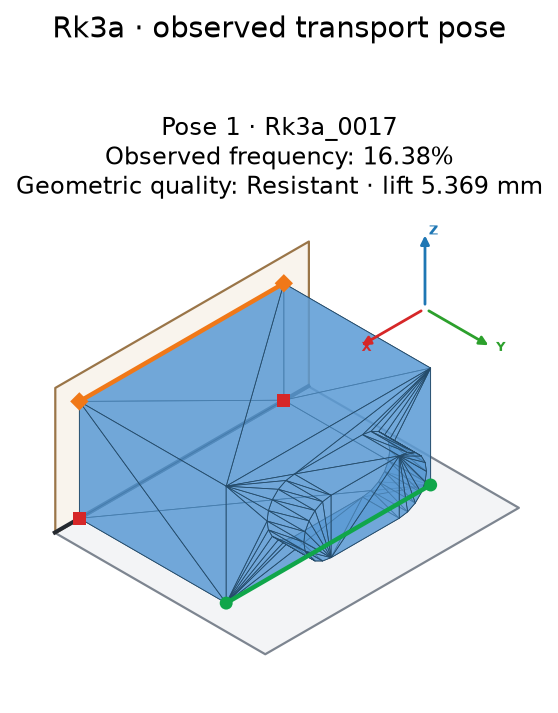 Rk3a · observed transport pose
Pose 1 · Rk3a_0017
Observed frequency: 16.38%
Geometric quality: Resistant · lift 5.369 mm
Z
X
Y